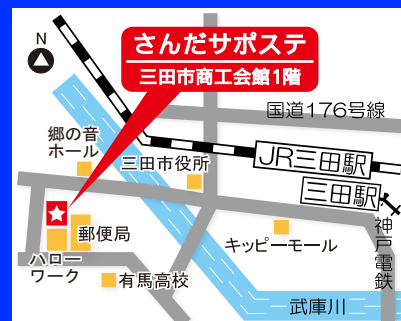 N
さんだサポステ
三田市商工会館1階
国道176号線
郷の音
ホール
三田市役所
JR三田駅
三田駅
神戸電鉄
郵便局
キッピーモール
ハロー
ワーク
有馬高校
武庫川